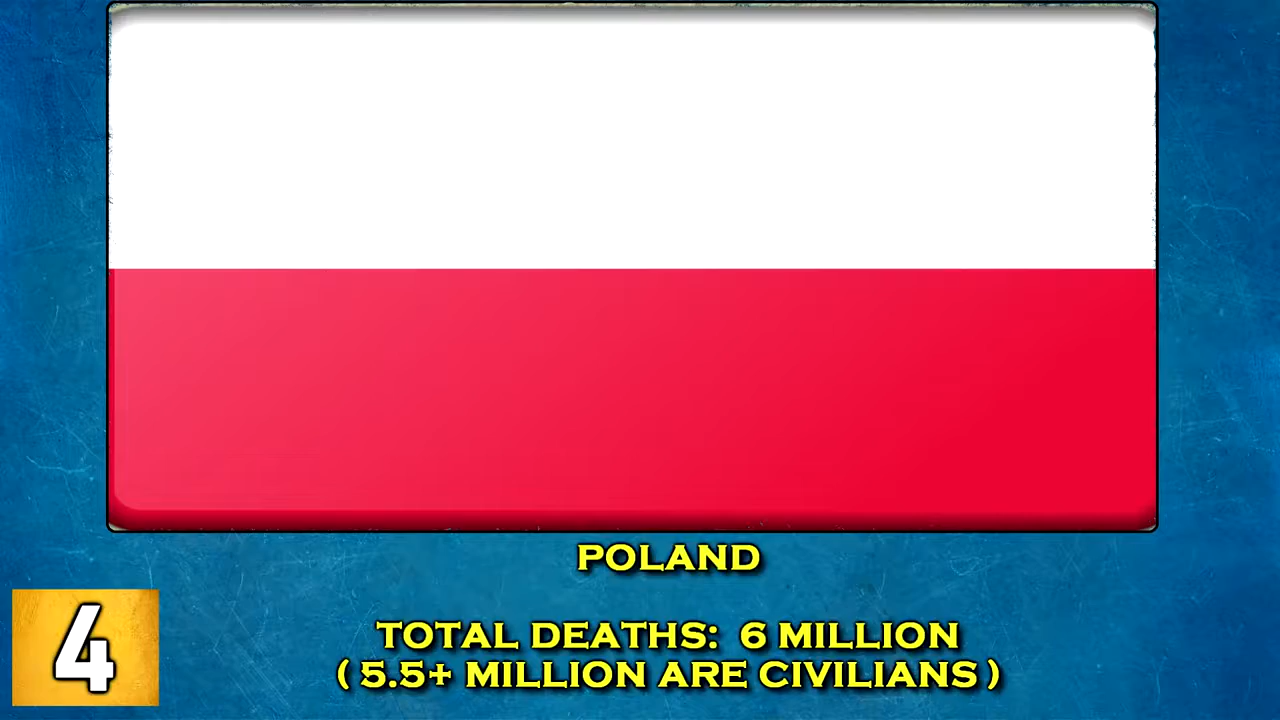 POLAND
TOTAL DEATHS: 6 MILLION
( 5.5+ MILLION ARE CIVILIANS )
4